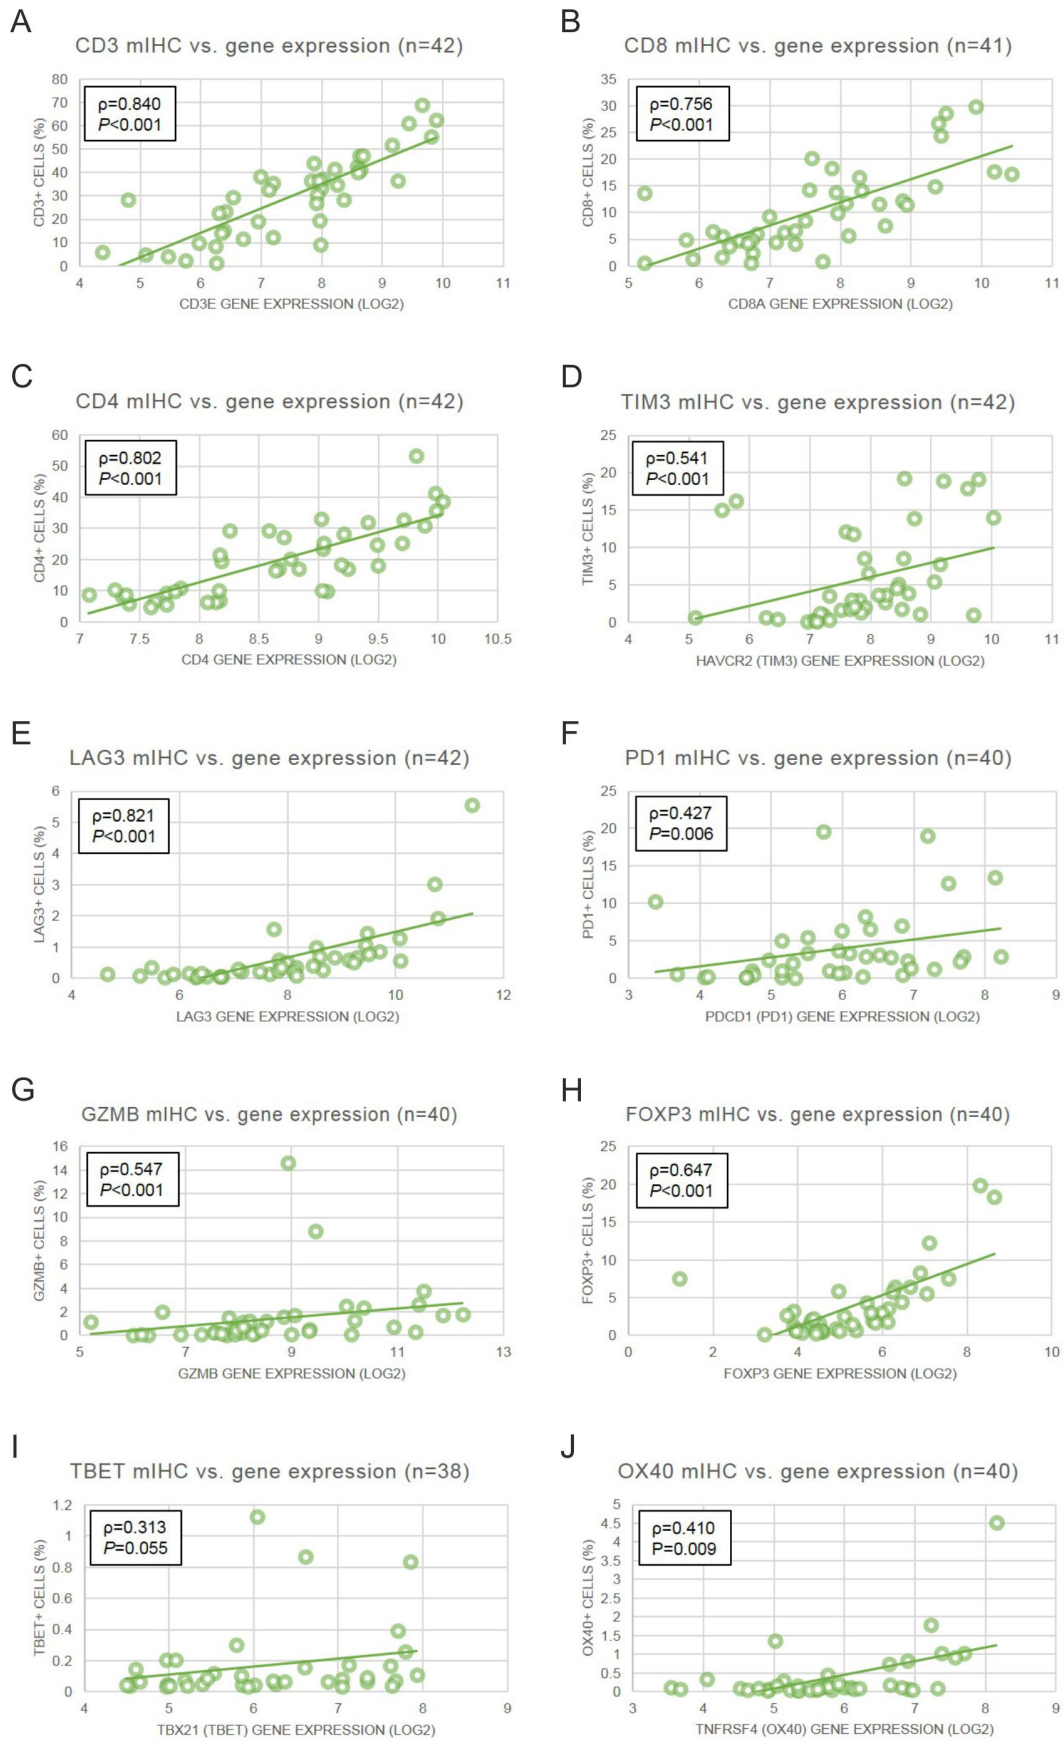 A
CD3 mIHC vs. gene expression (n=42)
ρ=0.840
P<0.001
CD3+ CELLS (%)
80
70
60
50
40
30
20
10
0
4 5 6 7 8 9 10 11
CD3E GENE EXPRESSION (LOG2)
B
CD8 mIHC vs. gene expression (n=41)
ρ=0.756
P<0.001
CD8+ CELLS (%)
35
30
25
20
15
10
5
0
5 6 7 8 9 10 11
CD8A GENE EXPRESSION (LOG2)
C
CD4 mIHC vs. gene expression (n=42)
ρ=0.802
P<0.001
CD4+ CELLS (%)
60
50
40
30
20
10
0
7 7.5 8 8.5 9 9.5 10 10.5
CD4 GENE EXPRESSION (LOG2)
D
TIM3 mIHC vs. gene expression (n=42)
ρ=0.541
P<0.001
TIM3+ CELLS (%)
25
20
15
10
5
0
4 5 6 7 8 9 10 11
HAVCR2 (TIM3) GENE EXPRESSION (LOG2)
E
LAG3 mIHC vs. gene expression (n=42)
ρ=0.821
P<0.001
LAG3+ CELLS (%)
6
5
4
3
2
1
0
4 6 8 10 12
LAG3 GENE EXPRESSION (LOG2)
F
PD1 mIHC vs. gene expression (n=40)
ρ=0.427
P=0.006
PD1+ CELLS (%)
25
20
15
10
5
0
3 4 5 6 7 8 9
PDCD1 (PD1) GENE EXPRESSION (LOG2)
G
GZMB mIHC vs. gene expression (n=40)
ρ=0.547
P<0.001
GZMB+ CELLS (%)
16
14
12
10
8
6
4
2
0
5 7 9 11 13
GZMB GENE EXPRESSION (LOG2)
H
FOXP3 mIHC vs. gene expression (n=40)
ρ=0.647
P<0.001
FOXP3+ CELLS (%)
25
20
15
10
5
0
0 2 4 6 8 10
FOXP3 GENE EXPRESSION (LOG2)
I
TBET mIHC vs. gene expression (n=38)
ρ=0.313
P=0.055
TBET+ CELLS (%)
1.2
1
0.8
0.6
0.4
0.2
0
4 5 6 7 8 9
TBX21 (TBET) GENE EXPRESSION (LOG2)
J
OX40 mIHC vs. gene expression (n=40)
ρ=0.410
P=0.009
OX40+ CELLS (%)
5
4.5
4
3.5
3
2.5
2
1.5
1
0.5
0
3 4 5 6 7 8 9
TNFRSF4 (OX40) GENE EXPRESSION (LOG2)